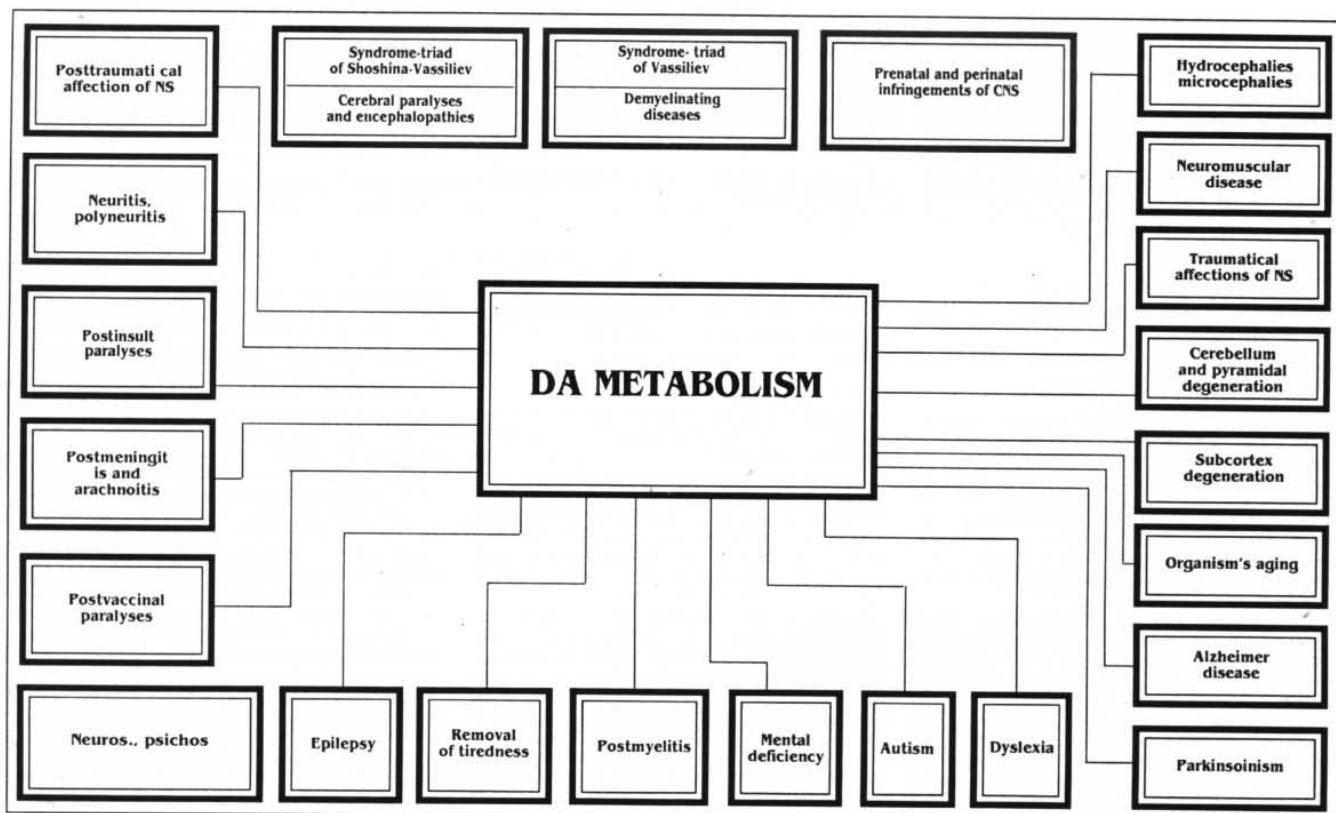 Posttraumati cal
affection of NS
Syndrome-triad
of Shoshina-Vassiliev
Cerebral paralyses
and encephalopathies
Syndrome- triad
of Vassiliev
Demyelinating
diseases
Prenatal and perinatal
infringements of CNS
Hydrocephalies
microcephalies
Neuritis,
polyneuritis
Neuromuscular
disease
Traumatical
affections of NS
Postinsult
paralyses
DA METABOLISM
Cerebellum
and pyramidal
degeneration
Postmeningit
is and
arachnoitis
Subcortex
degeneration
Organism's aging
Postvaccinal
paralyses
Alzheimer
disease
Neuros., psichos
Epilepsy
Removal
of tiredness
Postmyelitis
Mental
deficiency
Autism
Dyslexia
Parkinsoinism